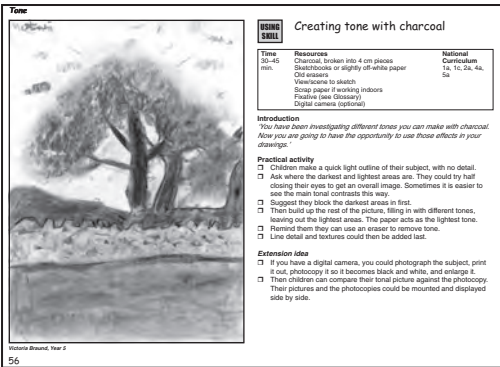 Tone
USING
SKILL
Creating tone with charcoal
Time
30–45
min.
Resources
Charcoal, broken into 4 cm pieces
Sketchbooks or slightly off-white paper
Old erasers
View/scene to sketch
Scrap paper if working indoors
Fixative (see Glossary)
Digital camera (optional)
National
Curriculum
1a, 1c, 2a, 4a,
5a
Introduction
'You have been investigating different tones you can make with charcoal.
Now you are going to have the opportunity to use those effects in your
drawings.'
Practical activity
❒ Children make a quick light outline of their subject, with no detail.
❒ Ask where the darkest and lightest areas are. They could try half
closing their eyes to get an overall image. Sometimes it is easier to
see the main tonal contrasts this way.
❒ Suggest they block the darkest areas in first.
❒ Then build up the rest of the picture, filling in with different tones,
leaving out the lightest areas. The paper acts as the lightest tone.
❒ Remind them they can use an eraser to remove tone.
❒ Line detail and textures could then be added last.
Extension idea
❒ If you have a digital camera, you could photograph the subject, print
it out, photocopy it so it becomes black and white, and enlarge it.
❒ Then children can compare their tonal picture against the photocopy.
Their pictures and the photocopies could be mounted and displayed
side by side.
Victoria Braund, Year 5
56